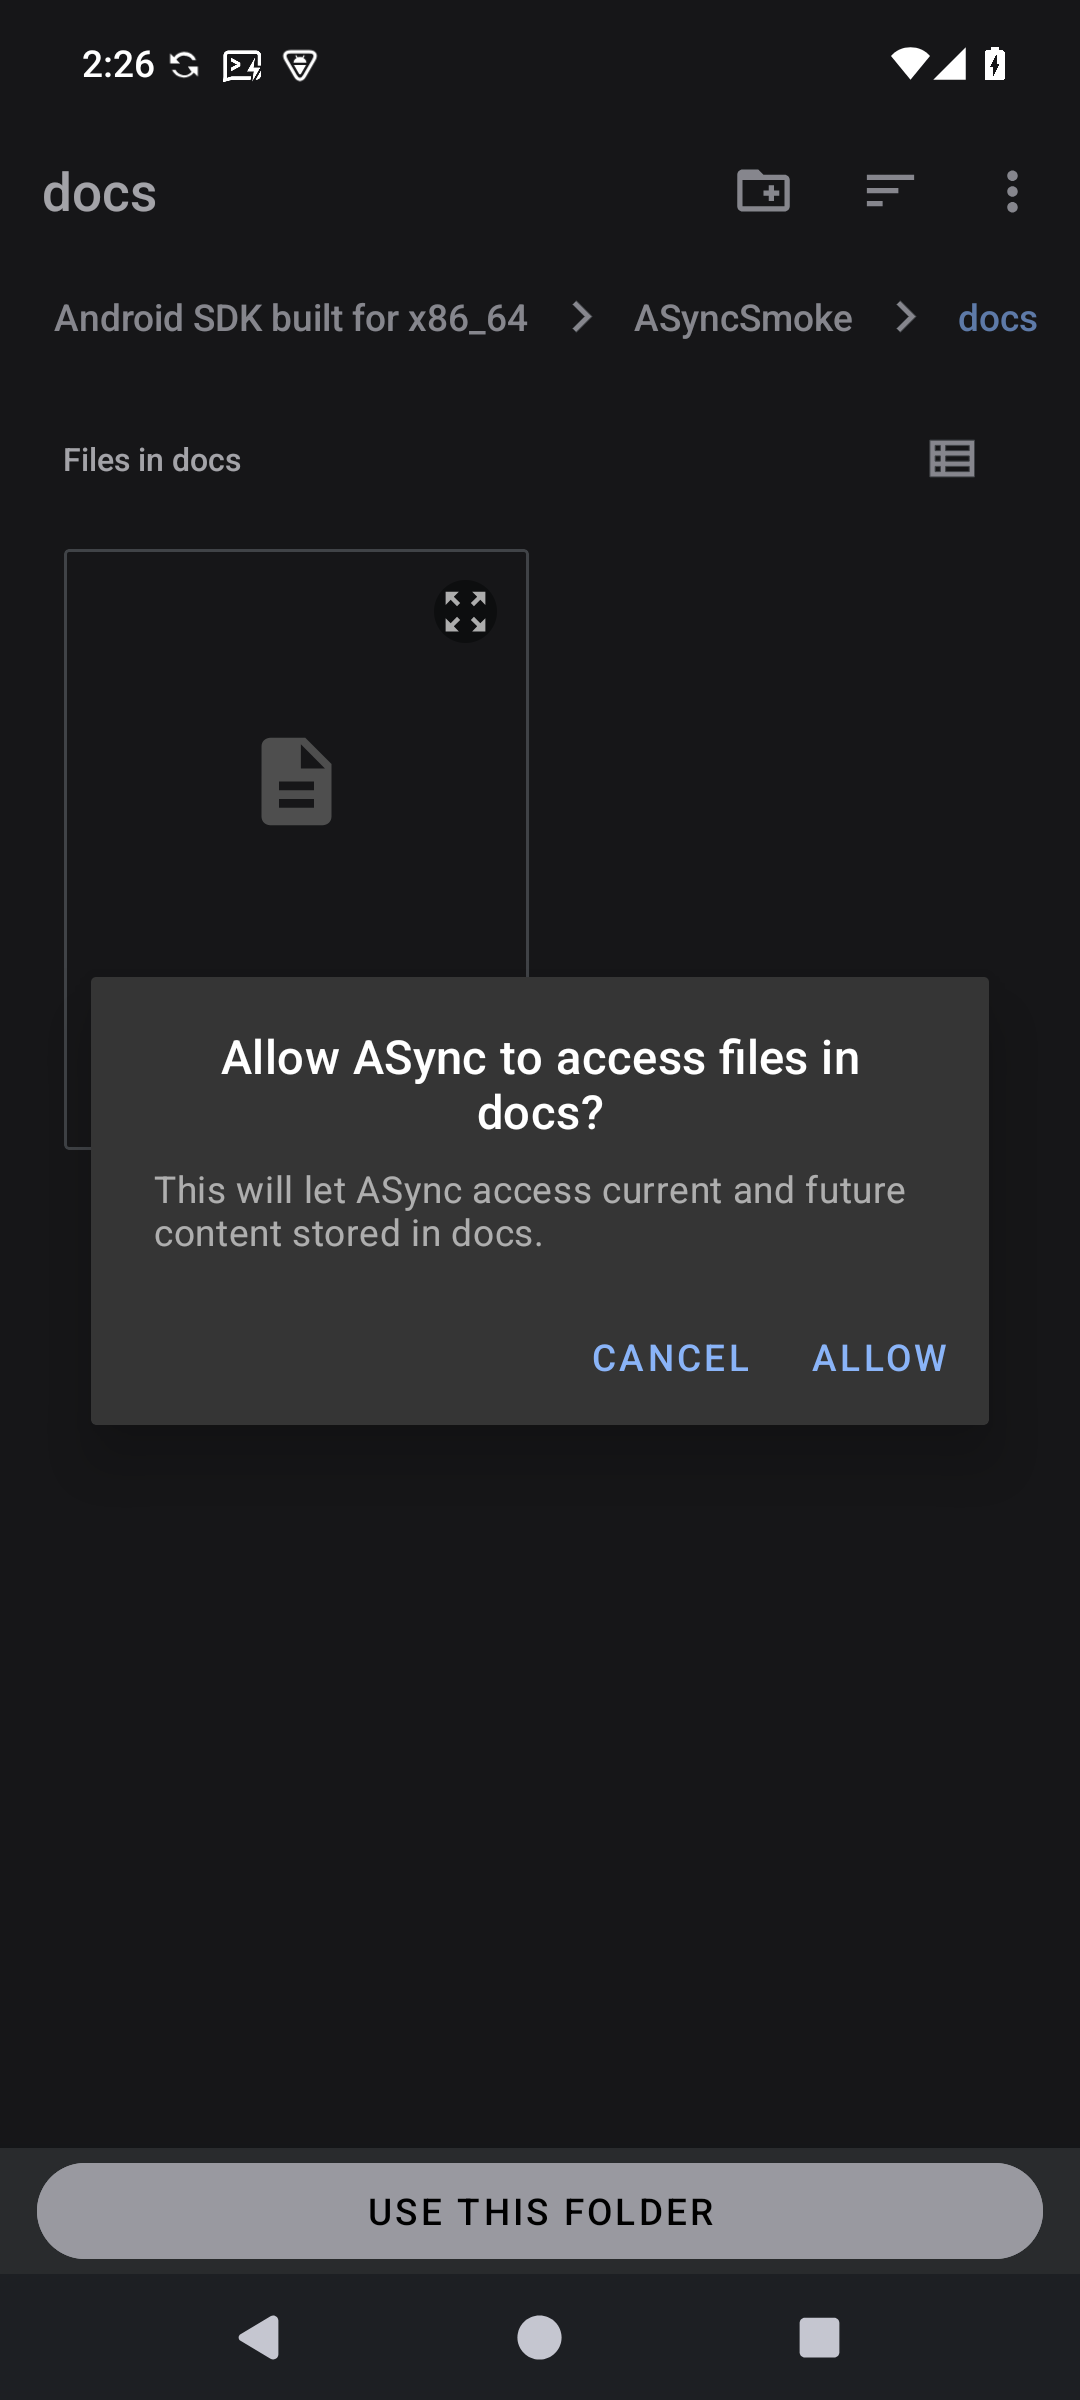 2:26
docs
Android SDK built for x86_64
ASyncSmoke
docs
Files in docs
Allow ASync to access files in
docs?
This will let ASync access current and future
content stored in docs.
CANCEL
ALLOW
USE THIS FOLDER